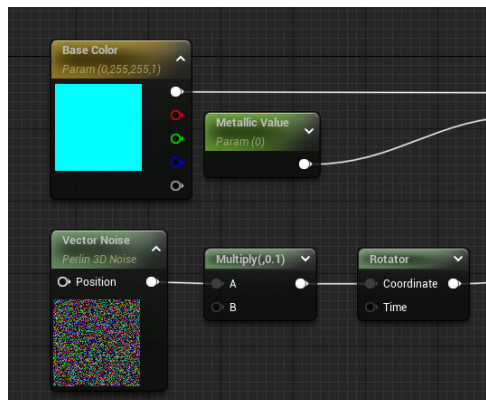 Base Color
Param (0,255,255,1)
Metallic Value
Param (0)
Vector Noise
Perlin 3D Noise
Position
Multiply(,0.1)
A
B
Rotator
Coordinate
Time